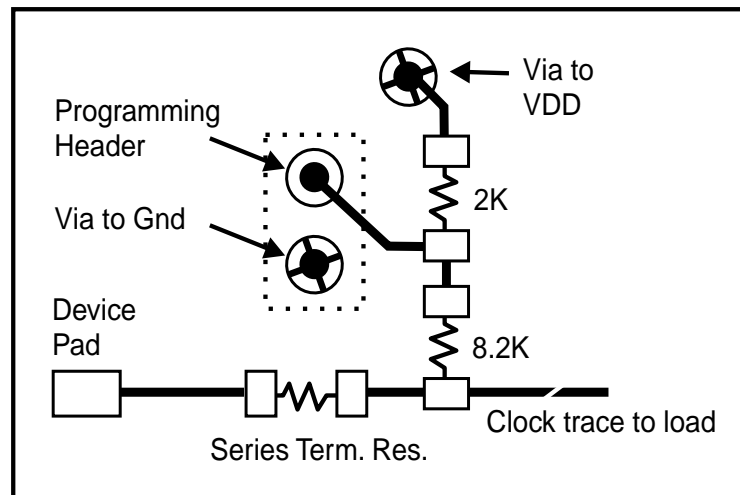 Via to
VDD
Programming
Header
2K
Via to Gnd
Device
Pad
8.2K
Clock trace to load
Series Term. Res.